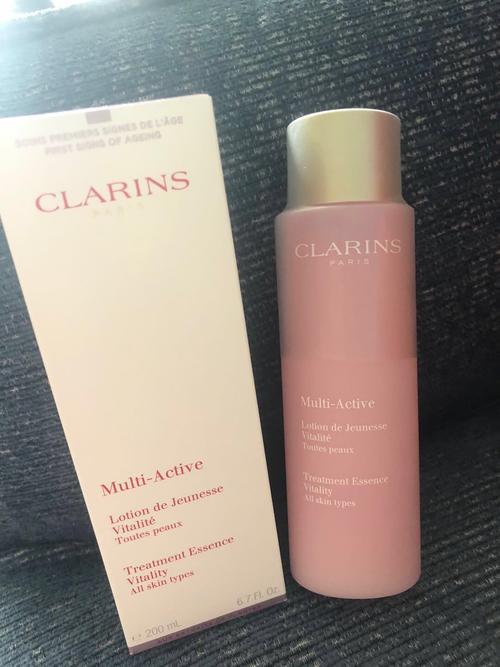 SOINS PREMIERS SIGNES DE L'ÂGE
FIRST SIGNS OF AGEING
CLARINS
PARIS
Multi-Active
Lotion de Jeunesse
Vitalité
Toutes peaux
Treatment Essence
Vitality
All skin types
200 mL
6.7 Fl. Oz.
CLARINS
PARIS
Multi-Active
Lotion de Jeunesse
Vitalité
Toutes peaux
Treatment Essence
Vitality
All skin types